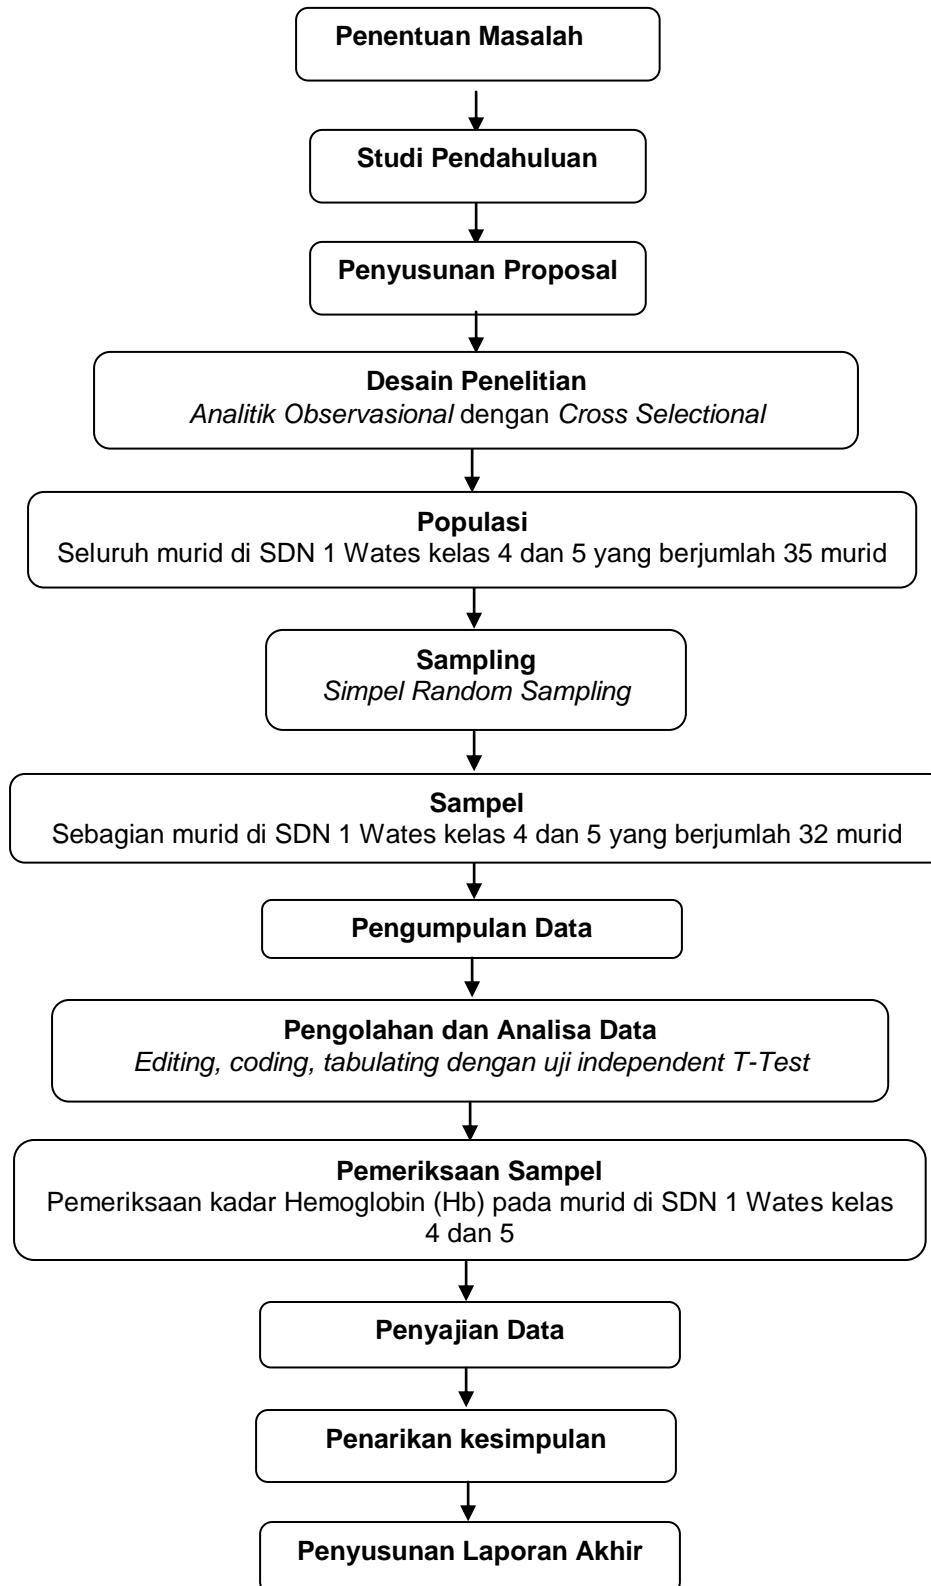 Penentuan Masalah
Studi Pendahuluan
Penyusunan Proposal
Desain Penelitian
Analitik Observasional dengan Cross Selectional
Populasi
Seluruh murid di SDN 1 Wates kelas 4 dan 5 yang berjumlah 35 murid
Sampling
Simpel Random Sampling
Sampel
Sebagian murid di SDN 1 Wates kelas 4 dan 5 yang berjumlah 32 murid
Pengumpulan Data
Pengolahan dan Analisa Data
Editing, coding, tabulating dengan uji independent T-Test
Pemeriksaan Sampel
Pemeriksaan kadar Hemoglobin (Hb) pada murid di SDN 1 Wates kelas
4 dan 5
Penyajian Data
Penarikan kesimpulan
Penyusunan Laporan Akhir